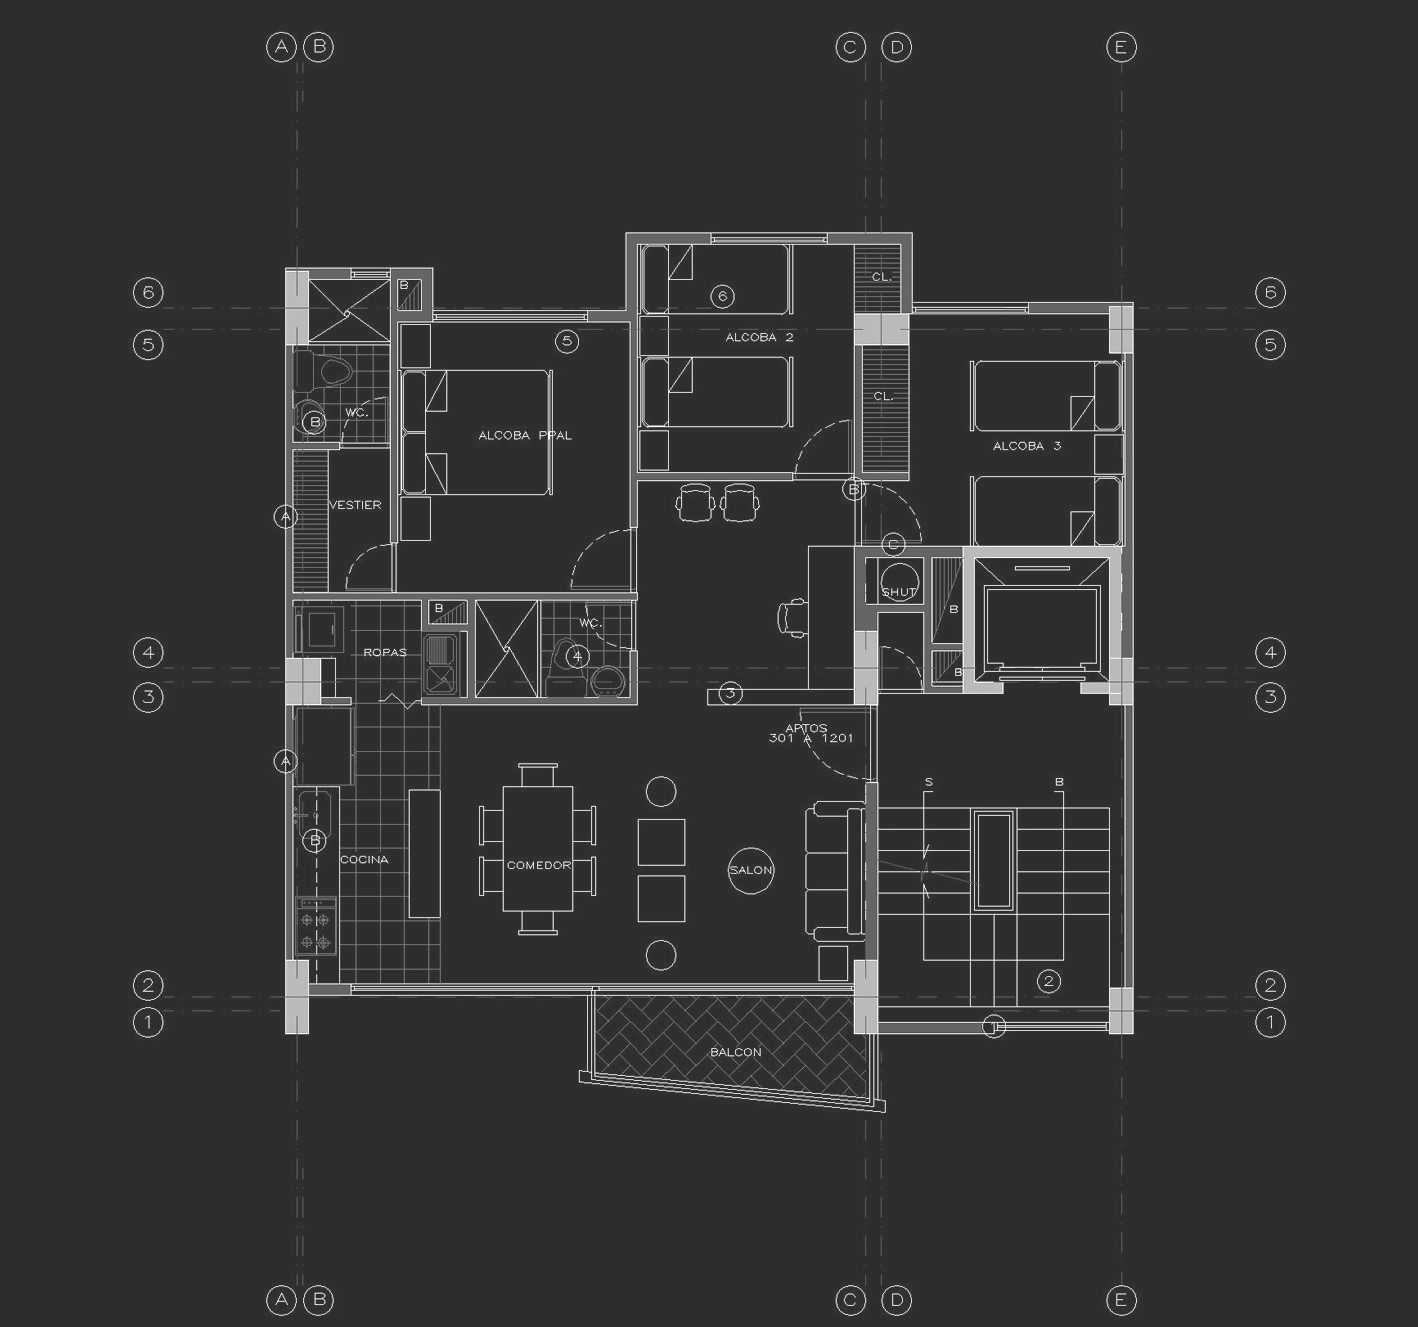 A B C D E
6 6
5 5
CL.
B
6
ALCOBA 2
5
CL.
WC.
B
ALCOBA PPAL
ALCOBA 3
B
VESTIER
A
C
SHUT
B
B
WC.
ROPAS
4
4 4
B
3 3
3
APTOS
301 A 1201
A
S B
B
COCINA
COMEDOR
SALON
2
2 2
1 1
1
BALCON
A B C D E